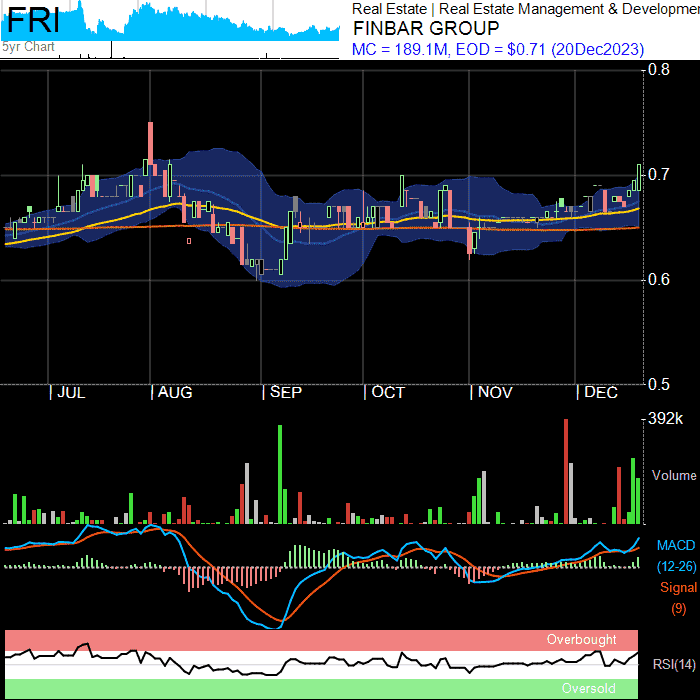 FRI
5yr Chart
Real Estate | Real Estate Management & Developmen
FINBAR GROUP
MC = 189.1M, EOD = $0.71 (20Dec2023)
0.8
0.7
0.6
0.5
| JUL | AUG | SEP | OCT | NOV | DEC
392k
Volume
MACD
(12-26)
Signal
(9)
Overbought
RSI(14)
Oversold